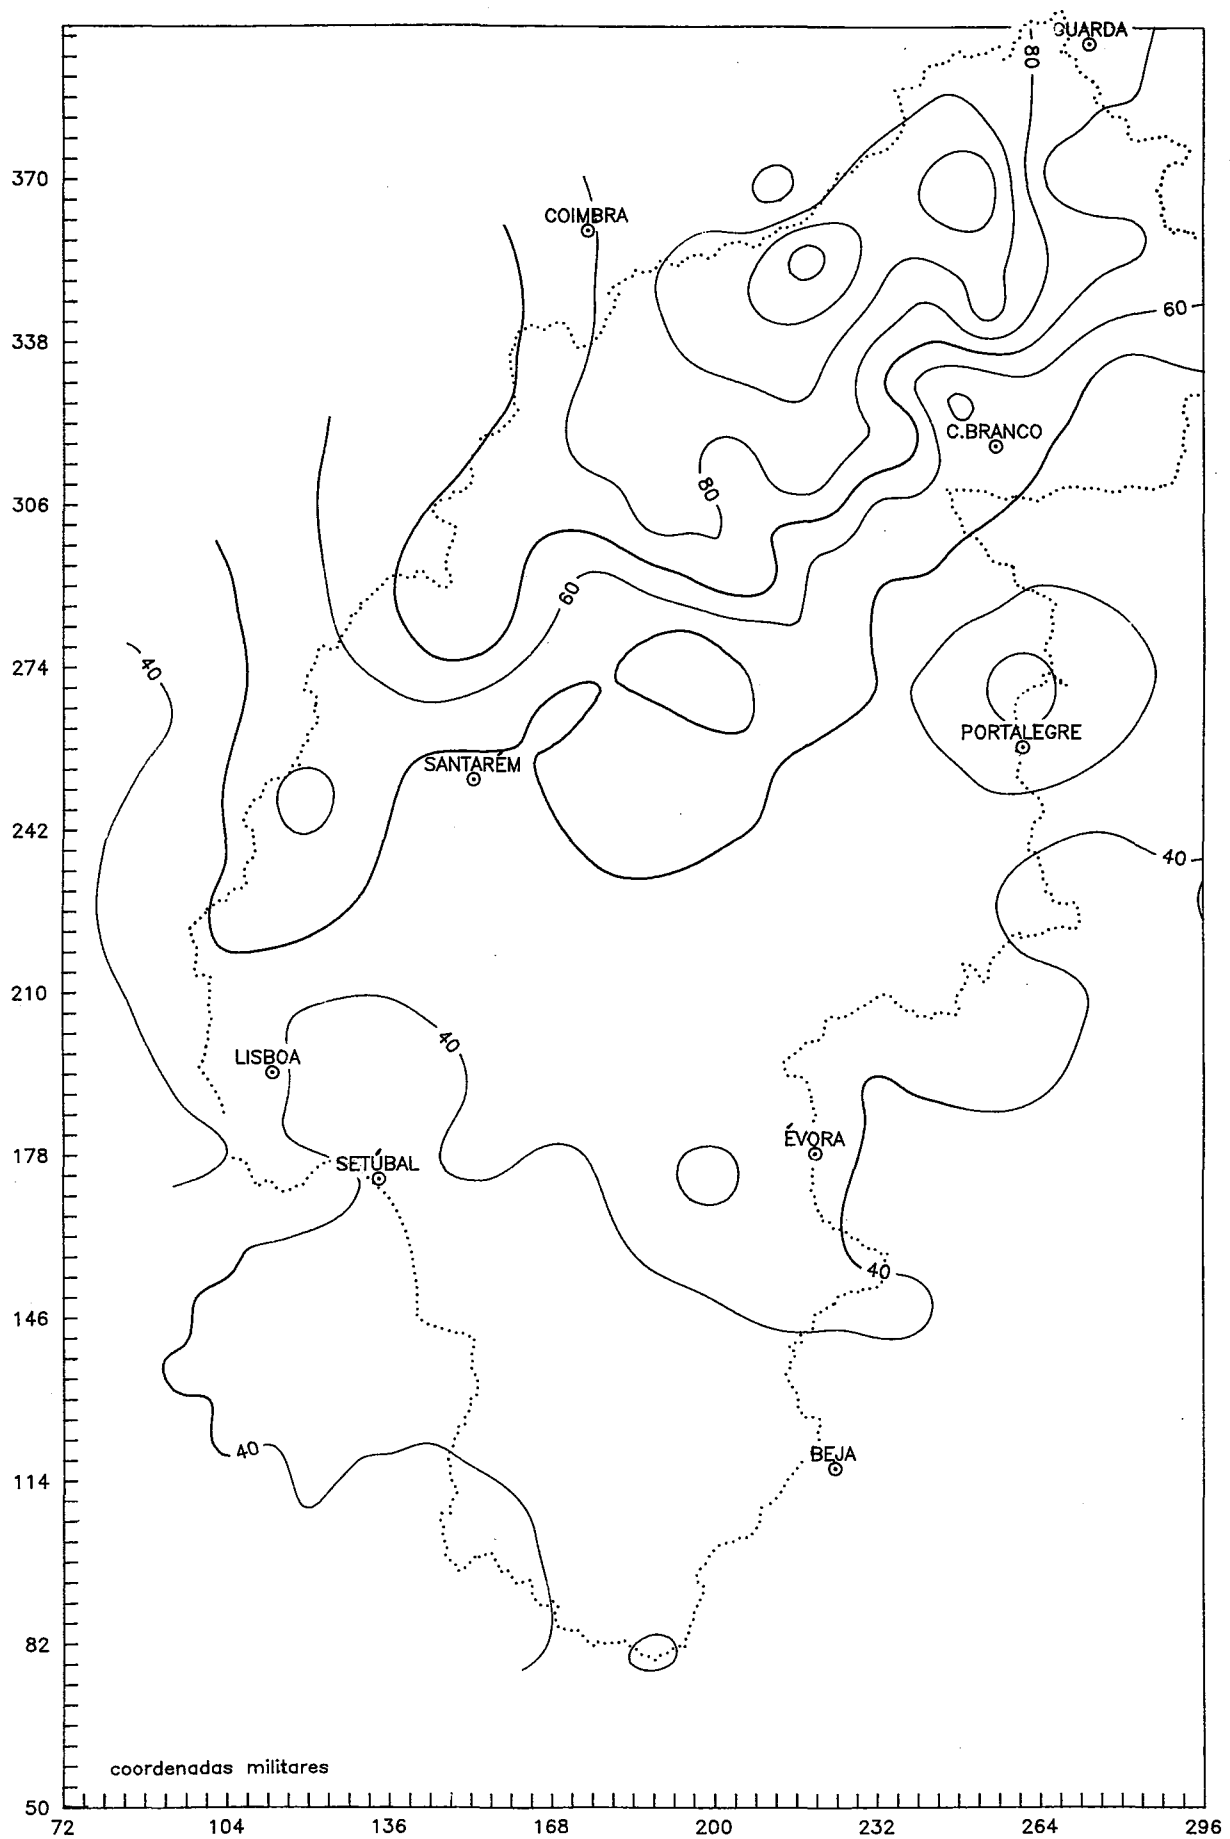 GUARDA
80
370
COIMBRA
60
338
C.BRANCO
80
306
60
274
40
PORTALEGRE
SANTARÉM
242
40
210
40
LISBOA
ÉVORA
178
SETÚBAL
40
146
40
BEJA
114
82
coordenadas militares
50
72 104 136 168 200 232 264 296